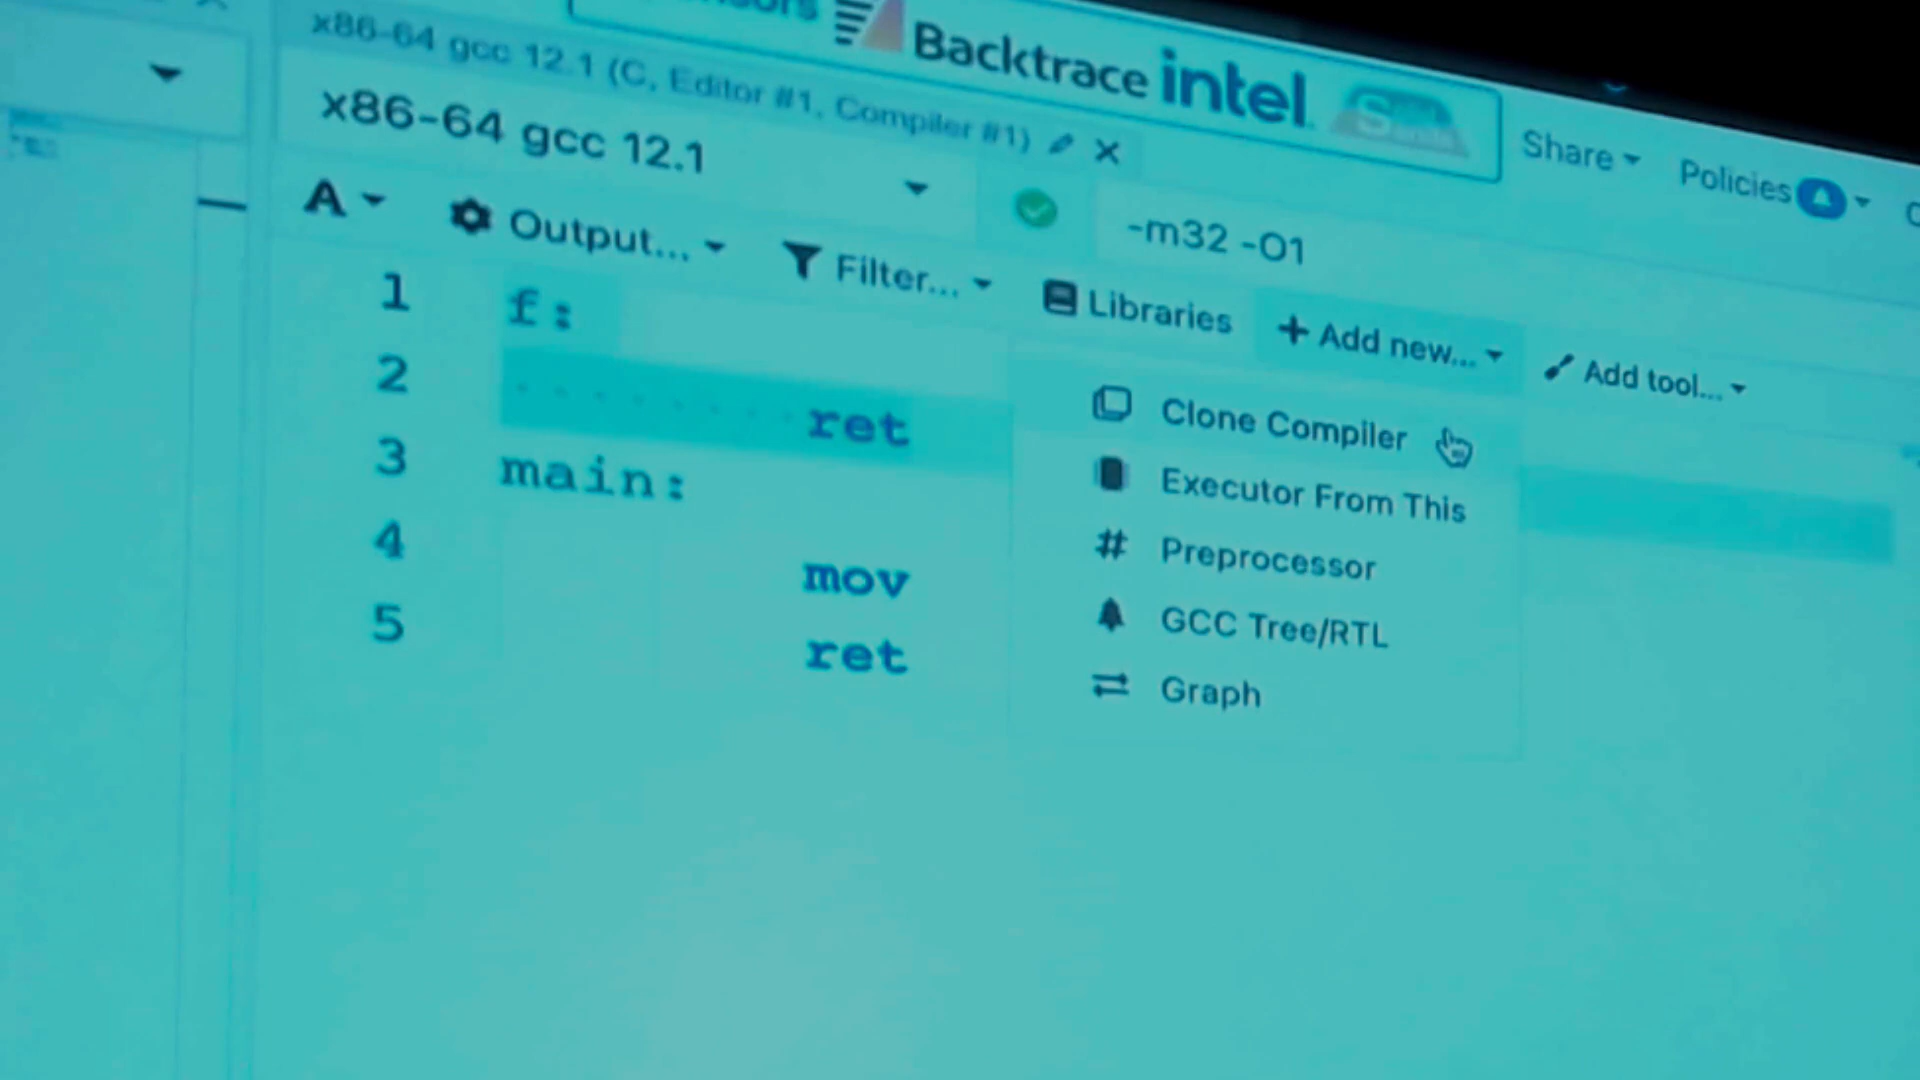 Backtrace intel
Share
Policies
x86-64 gcc 12.1 (C, Editor #1, Compiler #1)
x86-64 gcc 12.1
-m32 -O1
A
Output...
Filter...
Libraries
+ Add new...
Add tool...
1 f:
2 ret
3 main:
4 mov
5 ret
Clone Compiler
Executor From This
# Preprocessor
GCC Tree/RTL
Graph